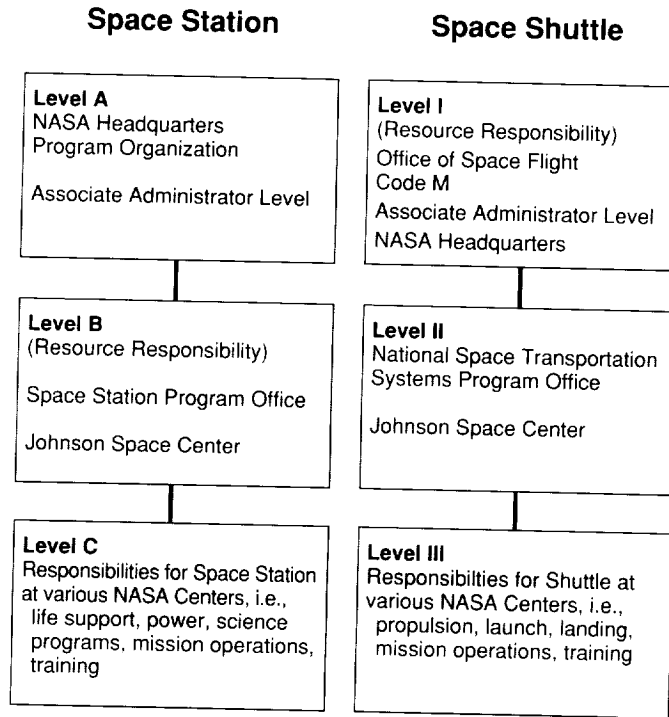 Space Station
Level A
NASA Headquarters
Program Organization
Associate Administrator Level
Level B
(Resource Responsibility)
Space Station Program Office
Johnson Space Center
Level C
Responsibilities for Space Station
at various NASA Centers, i.e.,
life support, power, science
programs, mission operations,
training
Space Shuttle
Level I
(Resource Responsibility)
Office of Space Flight
Code M
Associate Administrator Level
NASA Headquarters
Level II
National Space Transportation
Systems Program Office
Johnson Space Center
Level III
Responsibilties for Shuttle at
various NASA Centers, i.e.,
propulsion, launch, landing,
mission operations, training